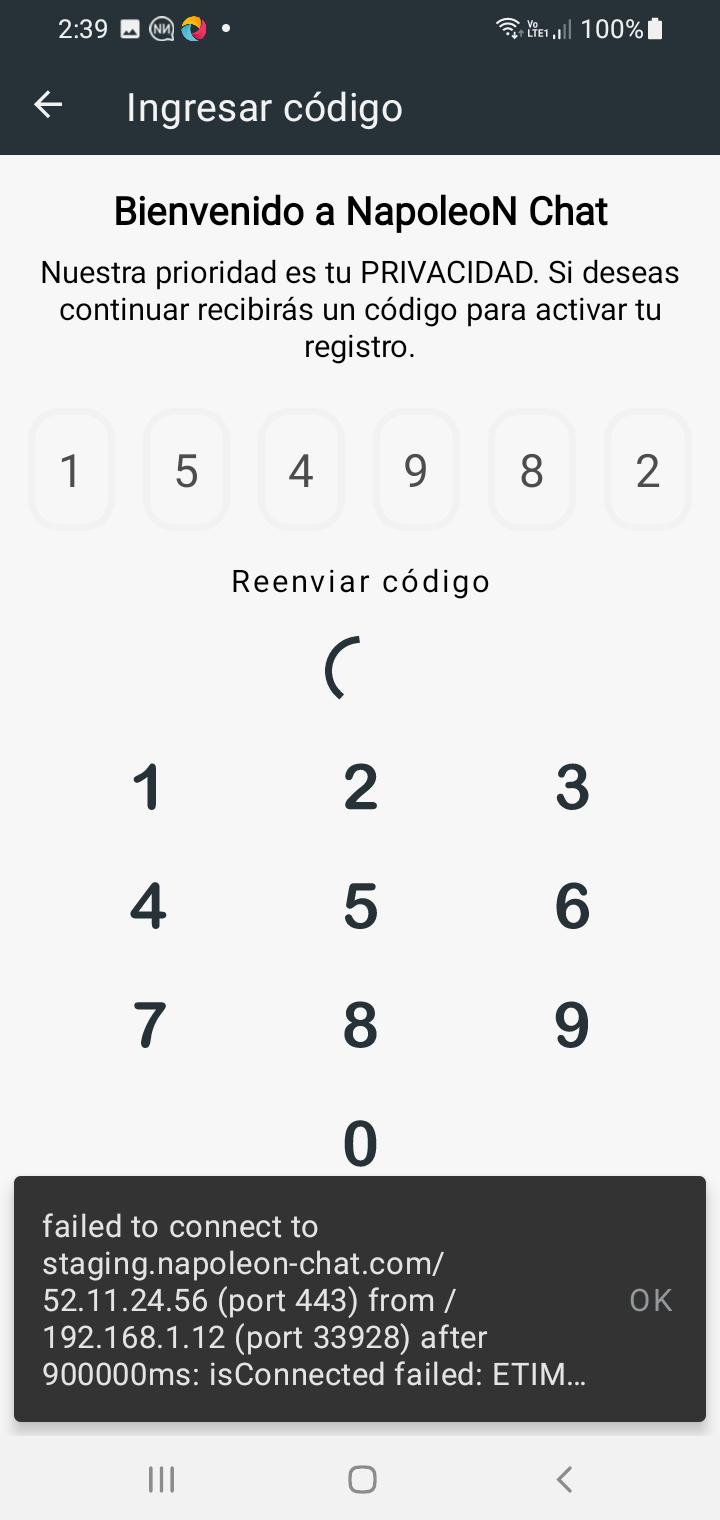 2:39 100%
Ingresar código
Bienvenido a NapoleoN Chat
Nuestra prioridad es tu PRIVACIDAD. Si deseas
continuar recibirás un código para activar tu
registro.
1 5 4 9 8 2
Reenviar código
1 2 3
4 5 6
7 8 9
0
failed to connect to
staging.napoleon-chat.com/
52.11.24.56 (port 443) from /
192.168.1.12 (port 33928) after
900000ms: isConnected failed: ETIM...
OK